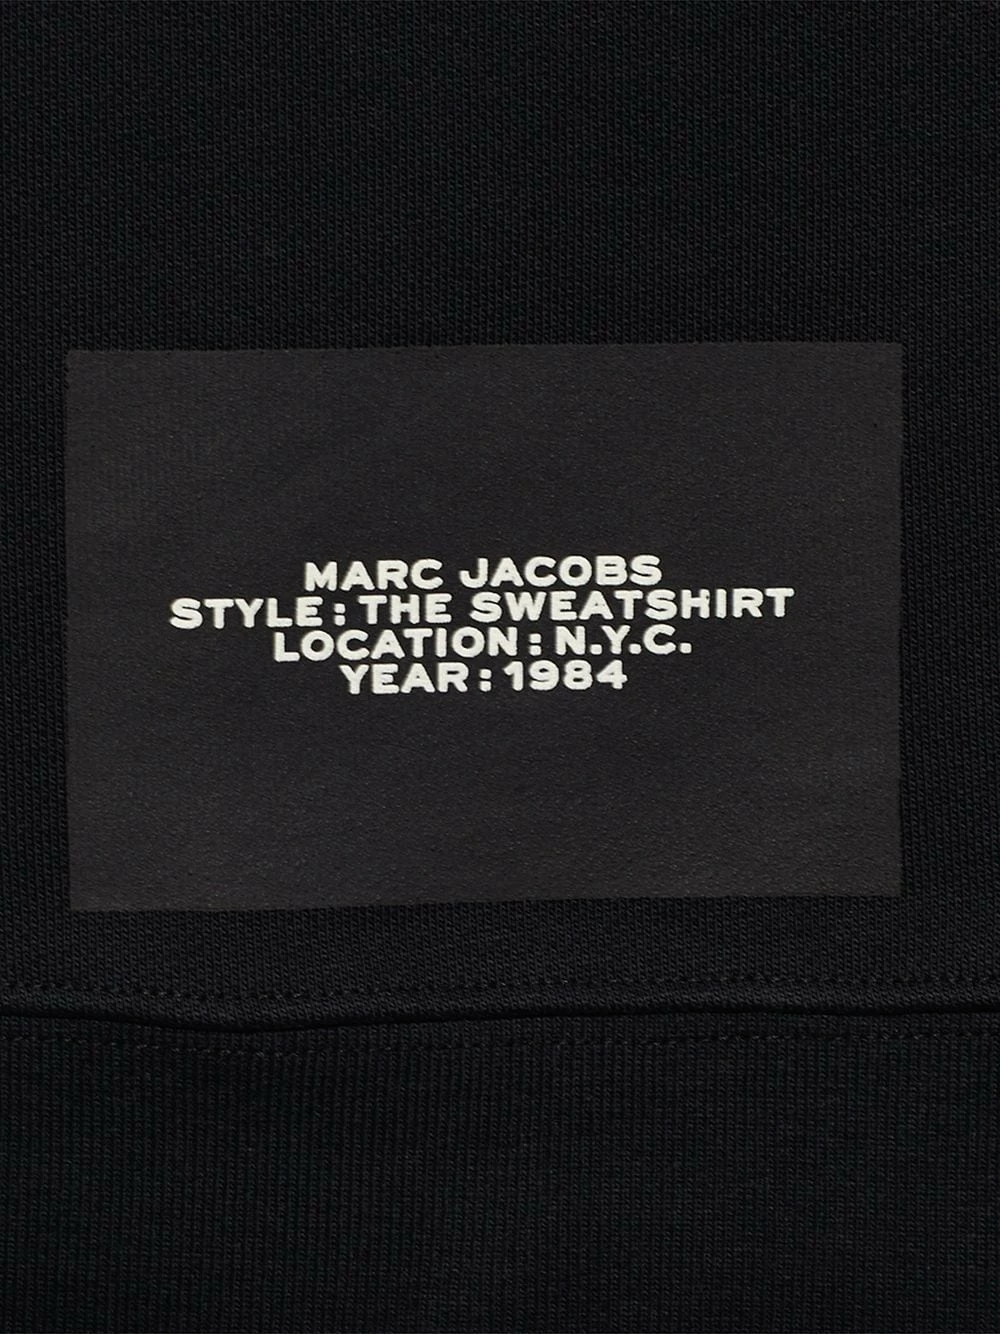 MARC JACOBS
STYLE: THE SWEATSHIRT
LOCATION: N.Y.C.
YEAR: 1984